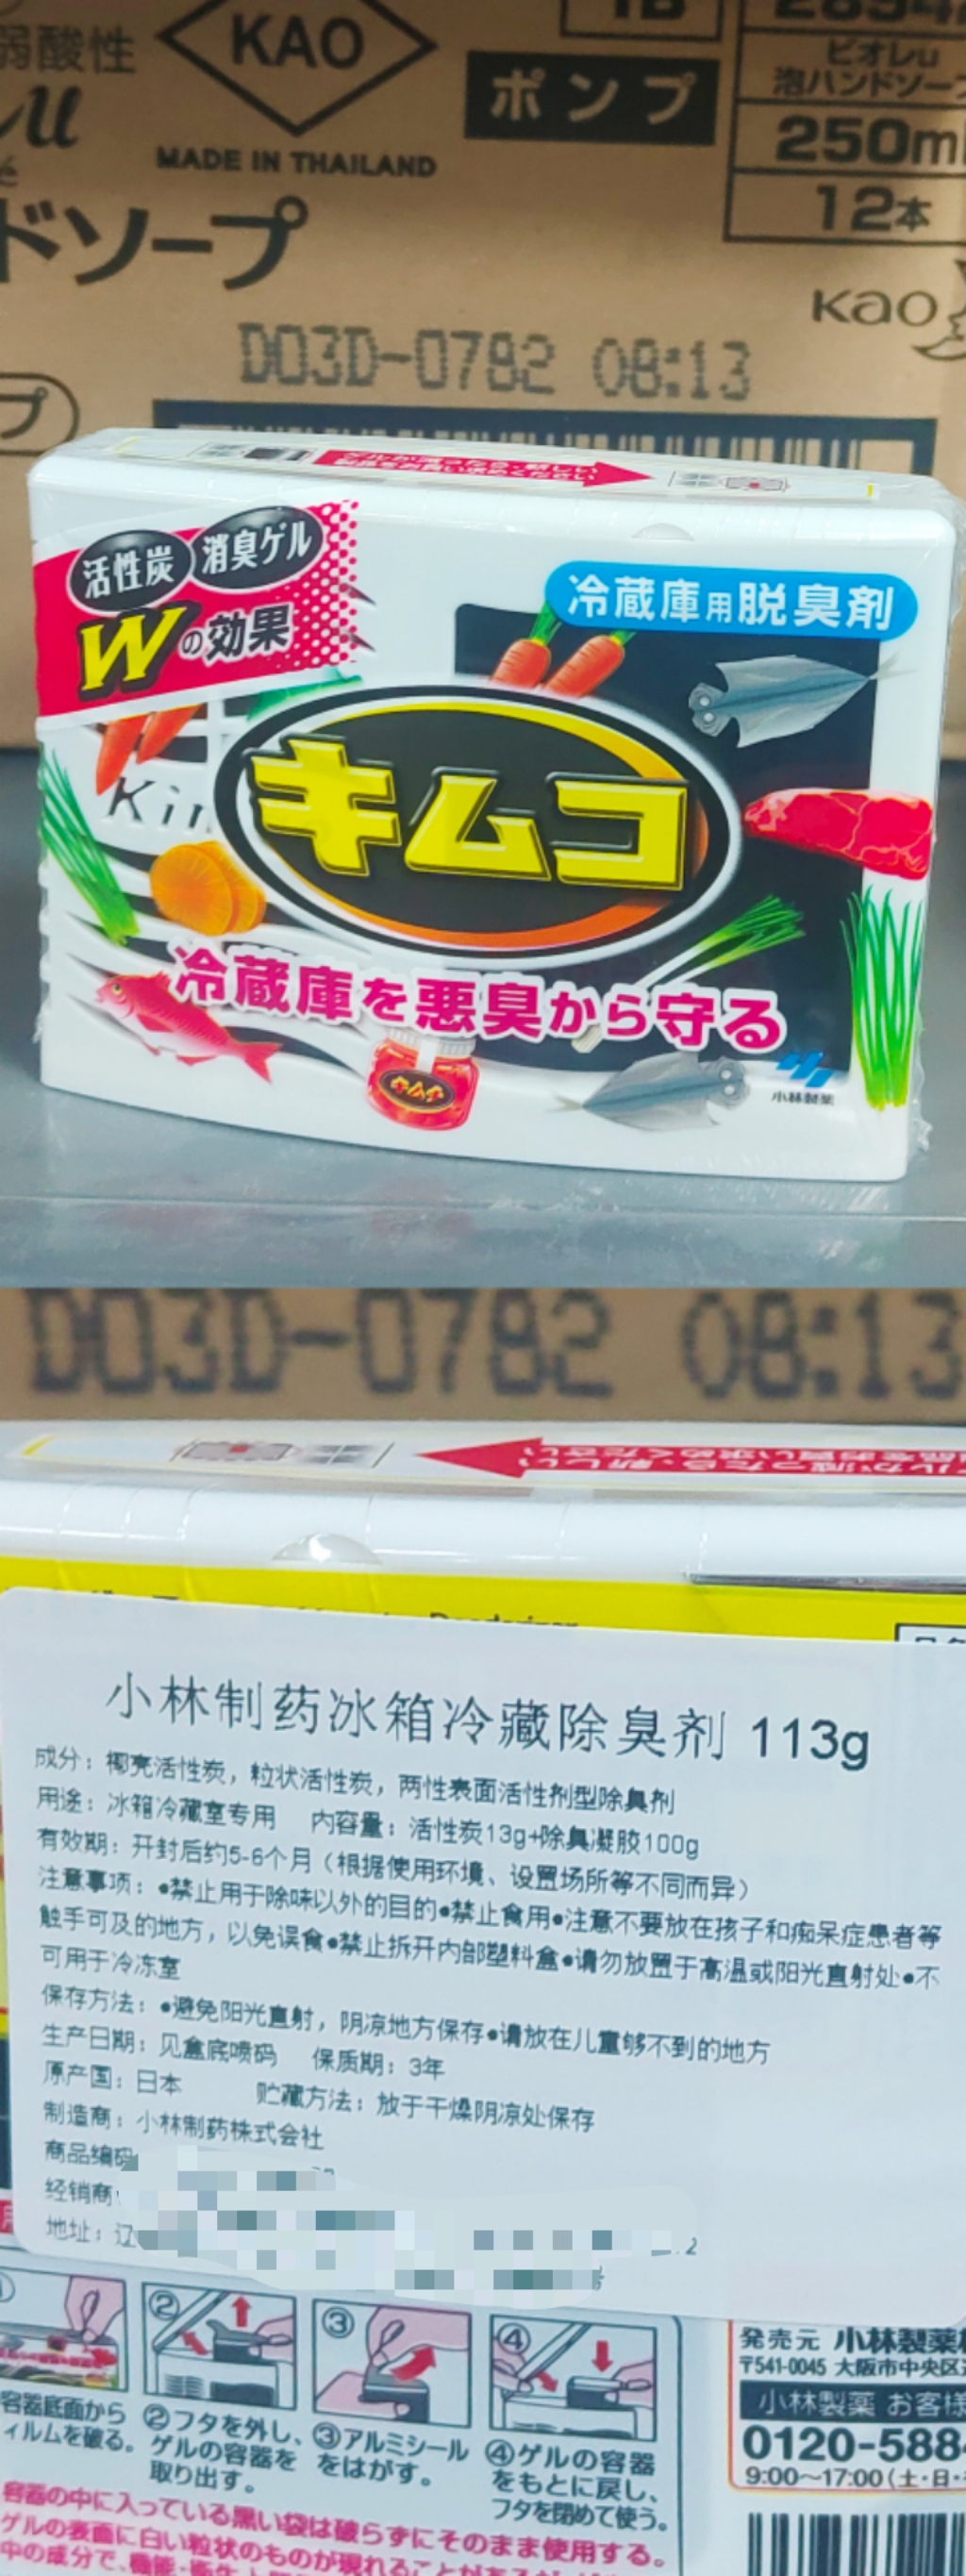 弱酸性
KAO
MADE IN THAILAND
ポンプ
ビオレu
泡ハンドソープ
250ml
12本
ドソープ
Kao
D03D-0782 08:13
プ
活性炭 消臭ゲル
Wの効果
冷蔵庫用脱臭剤
キムコ
キムチ
冷蔵庫を悪臭から守る
小林製薬
D03D-0782 08:13
小林制药冰箱冷藏除臭剂 113g
成分：椰壳活性炭，粒状活性炭，两性表面活性剂型除臭剂
用途：冰箱冷藏室专用 内容量：活性炭13g+除臭凝胶100g
有效期：开封后约5-6个月（根据使用环境、设置场所等不同而异）
注意事项：●禁止用于除味以外的目的●禁止食用●注意不要放在孩子和痴呆症患者等
触手可及的地方，以免误食●禁止拆开内部塑料盒●请勿放置于高温或阳光直射处●不
可用于冷冻室
保存方法：●避免阳光直射，阴凉地方保存●请放在儿童够不到的地方
生产日期：见盒底喷码 保质期：3年
原产国：日本 贮藏方法：放于干燥阴凉处保存
制造商：小林制药株式会社
商品编码
经销商
地址：辽
② ③ ④
容器底面から
ィルムを破る。
②フタを外し、
ゲルの容器を
取り出す。
③アルミシール
をはがす。
④ゲルの容器
をもとに戻し、
フタを閉めて使う。
容器の中に入っている黒い袋は破らずにそのまま使用する。
ゲルの表面に白い粒状のものが現れることがあるが
中の成分で、
発売元 小林製薬
〒541-0045 大阪市中央区
小林製薬 お客様
0120-5884
9:00～17:00（土・日・